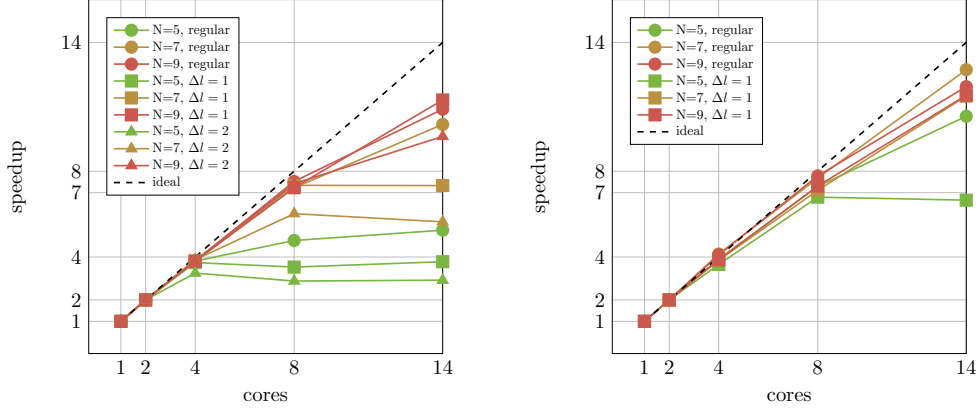 N=5, regular
N=7, regular
N=9, regular
N=5, Δl = 1
N=7, Δl = 1
N=9, Δl = 1
N=5, Δl = 2
N=7, Δl = 2
N=9, Δl = 2
ideal
14
8
7
4
2
1
speedup
1 2 4 8 14
cores
N=5, regular
N=7, regular
N=9, regular
N=5, Δl = 1
N=7, Δl = 1
N=9, Δl = 1
ideal
14
8
7
4
2
1
speedup
1 2 4 8 14
cores